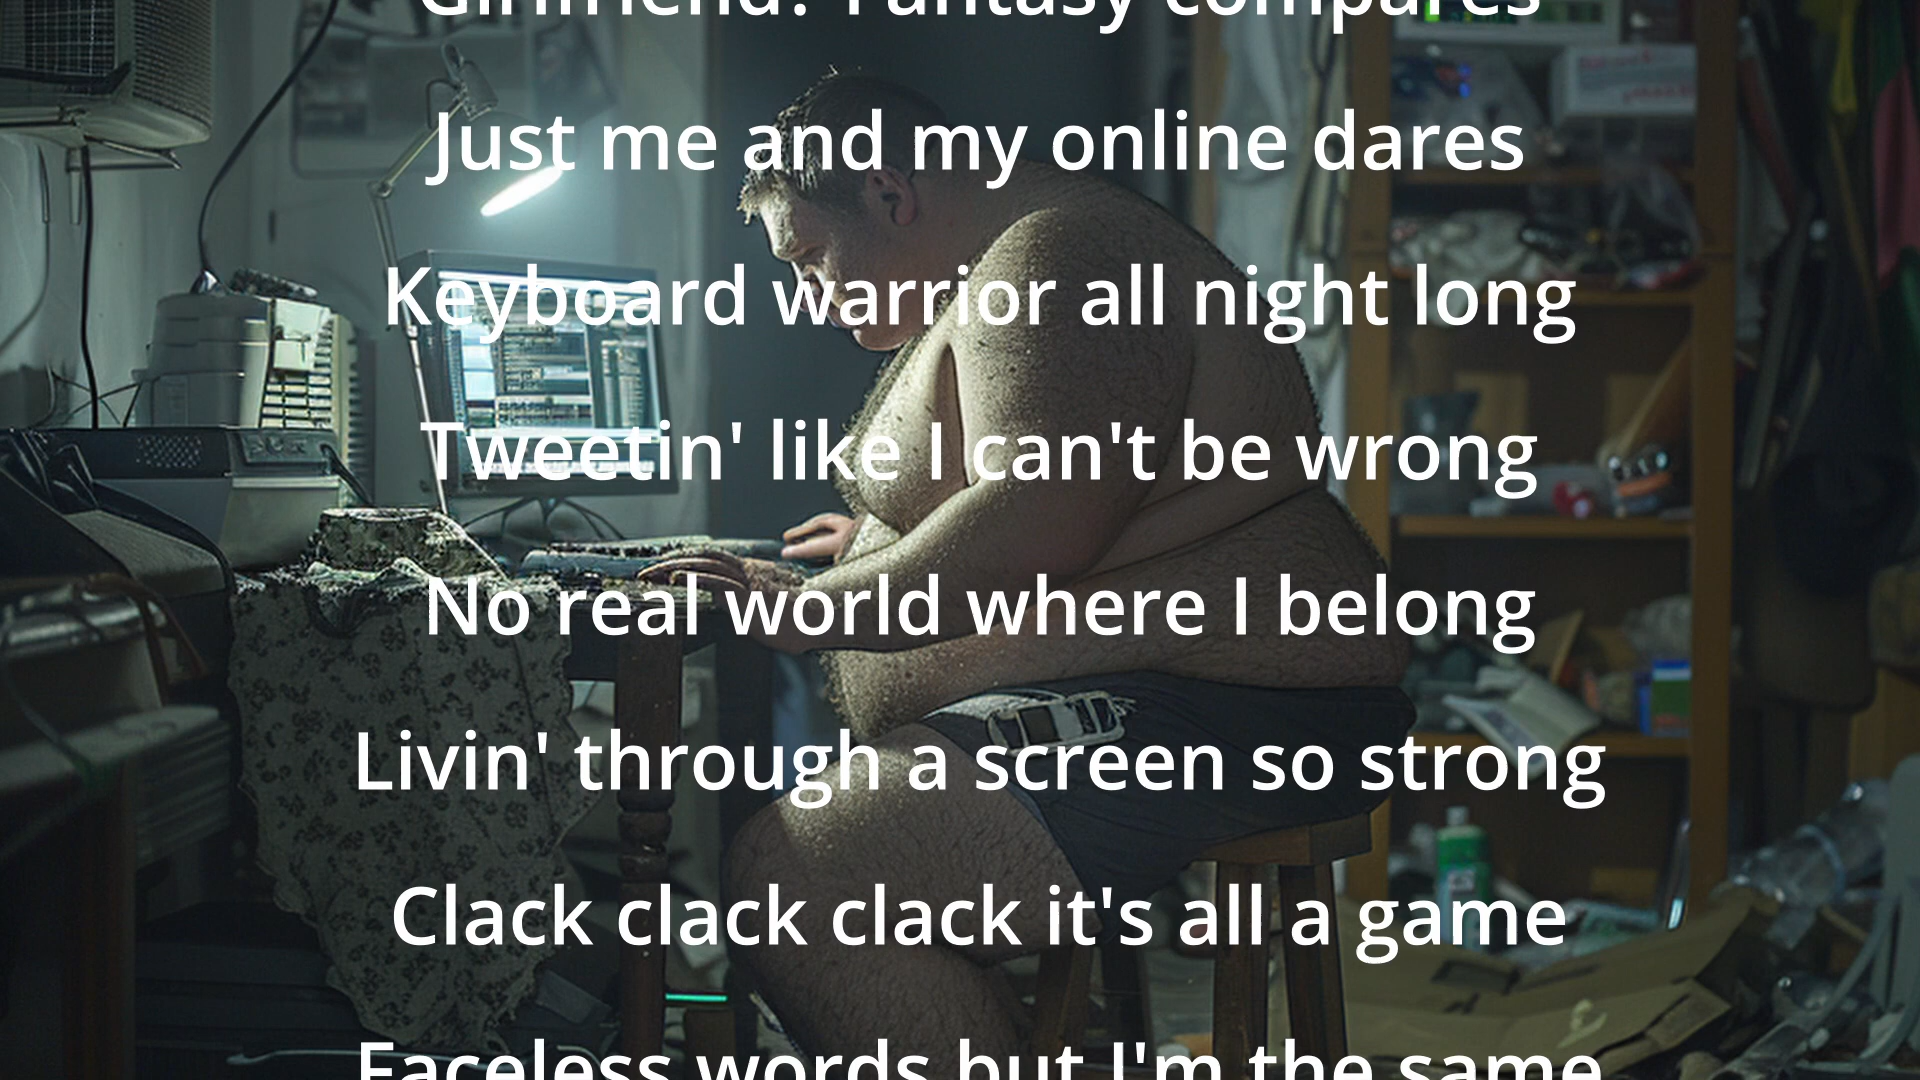 Girlfriend? Fantasy compares
Just me and my online dares
Keyboard warrior all night long
Tweetin' like I can't be wrong
No real world where I belong
Livin' through a screen so strong
Clack clack clack it's all a game
Faceless words but I'm the same